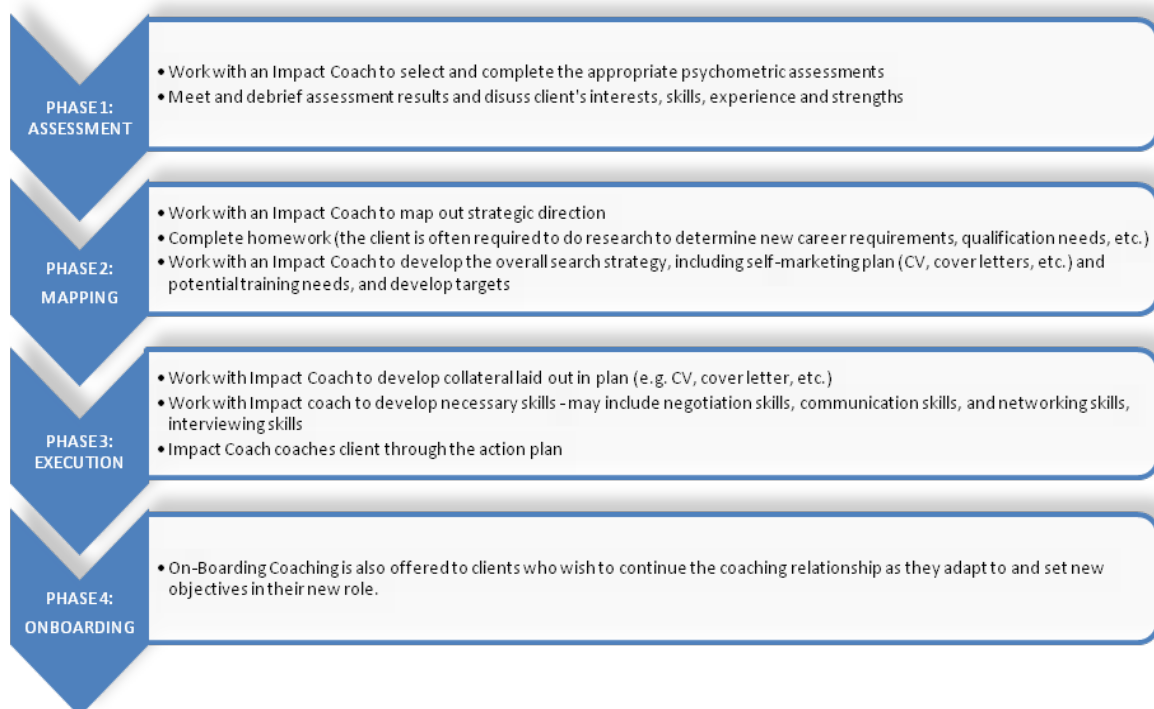 PHASE 1:
ASSESSMENT
• Work with an Impact Coach to select and complete the appropriate psychometric assessments
• Meet and debrief assessment results and disuss client's interests, skills, experience and strengths
PHASE 2:
MAPPING
• Work with an Impact Coach to map out strategic direction
• Complete homework (the client is often required to do research to determine new career requirements, qualification needs, etc.)
• Work with an Impact Coach to develop the overall search strategy, including self-marketing plan (CV, cover letters, etc.) and
potential training needs, and develop targets
PHASE 3:
EXECUTION
• Work with Impact Coach to develop collateral laid out in plan (e.g. CV, cover letter, etc.)
• Work with Impact coach to develop necessary skills - may include negotiation skills, communication skills, and networking skills,
interviewing skills
• Impact Coach coaches client through the action plan
PHASE 4:
ONBOARDING
• On-Boarding Coaching is also offered to clients who wish to continue the coaching relationship as they adapt to and set new
objectives in their new role.